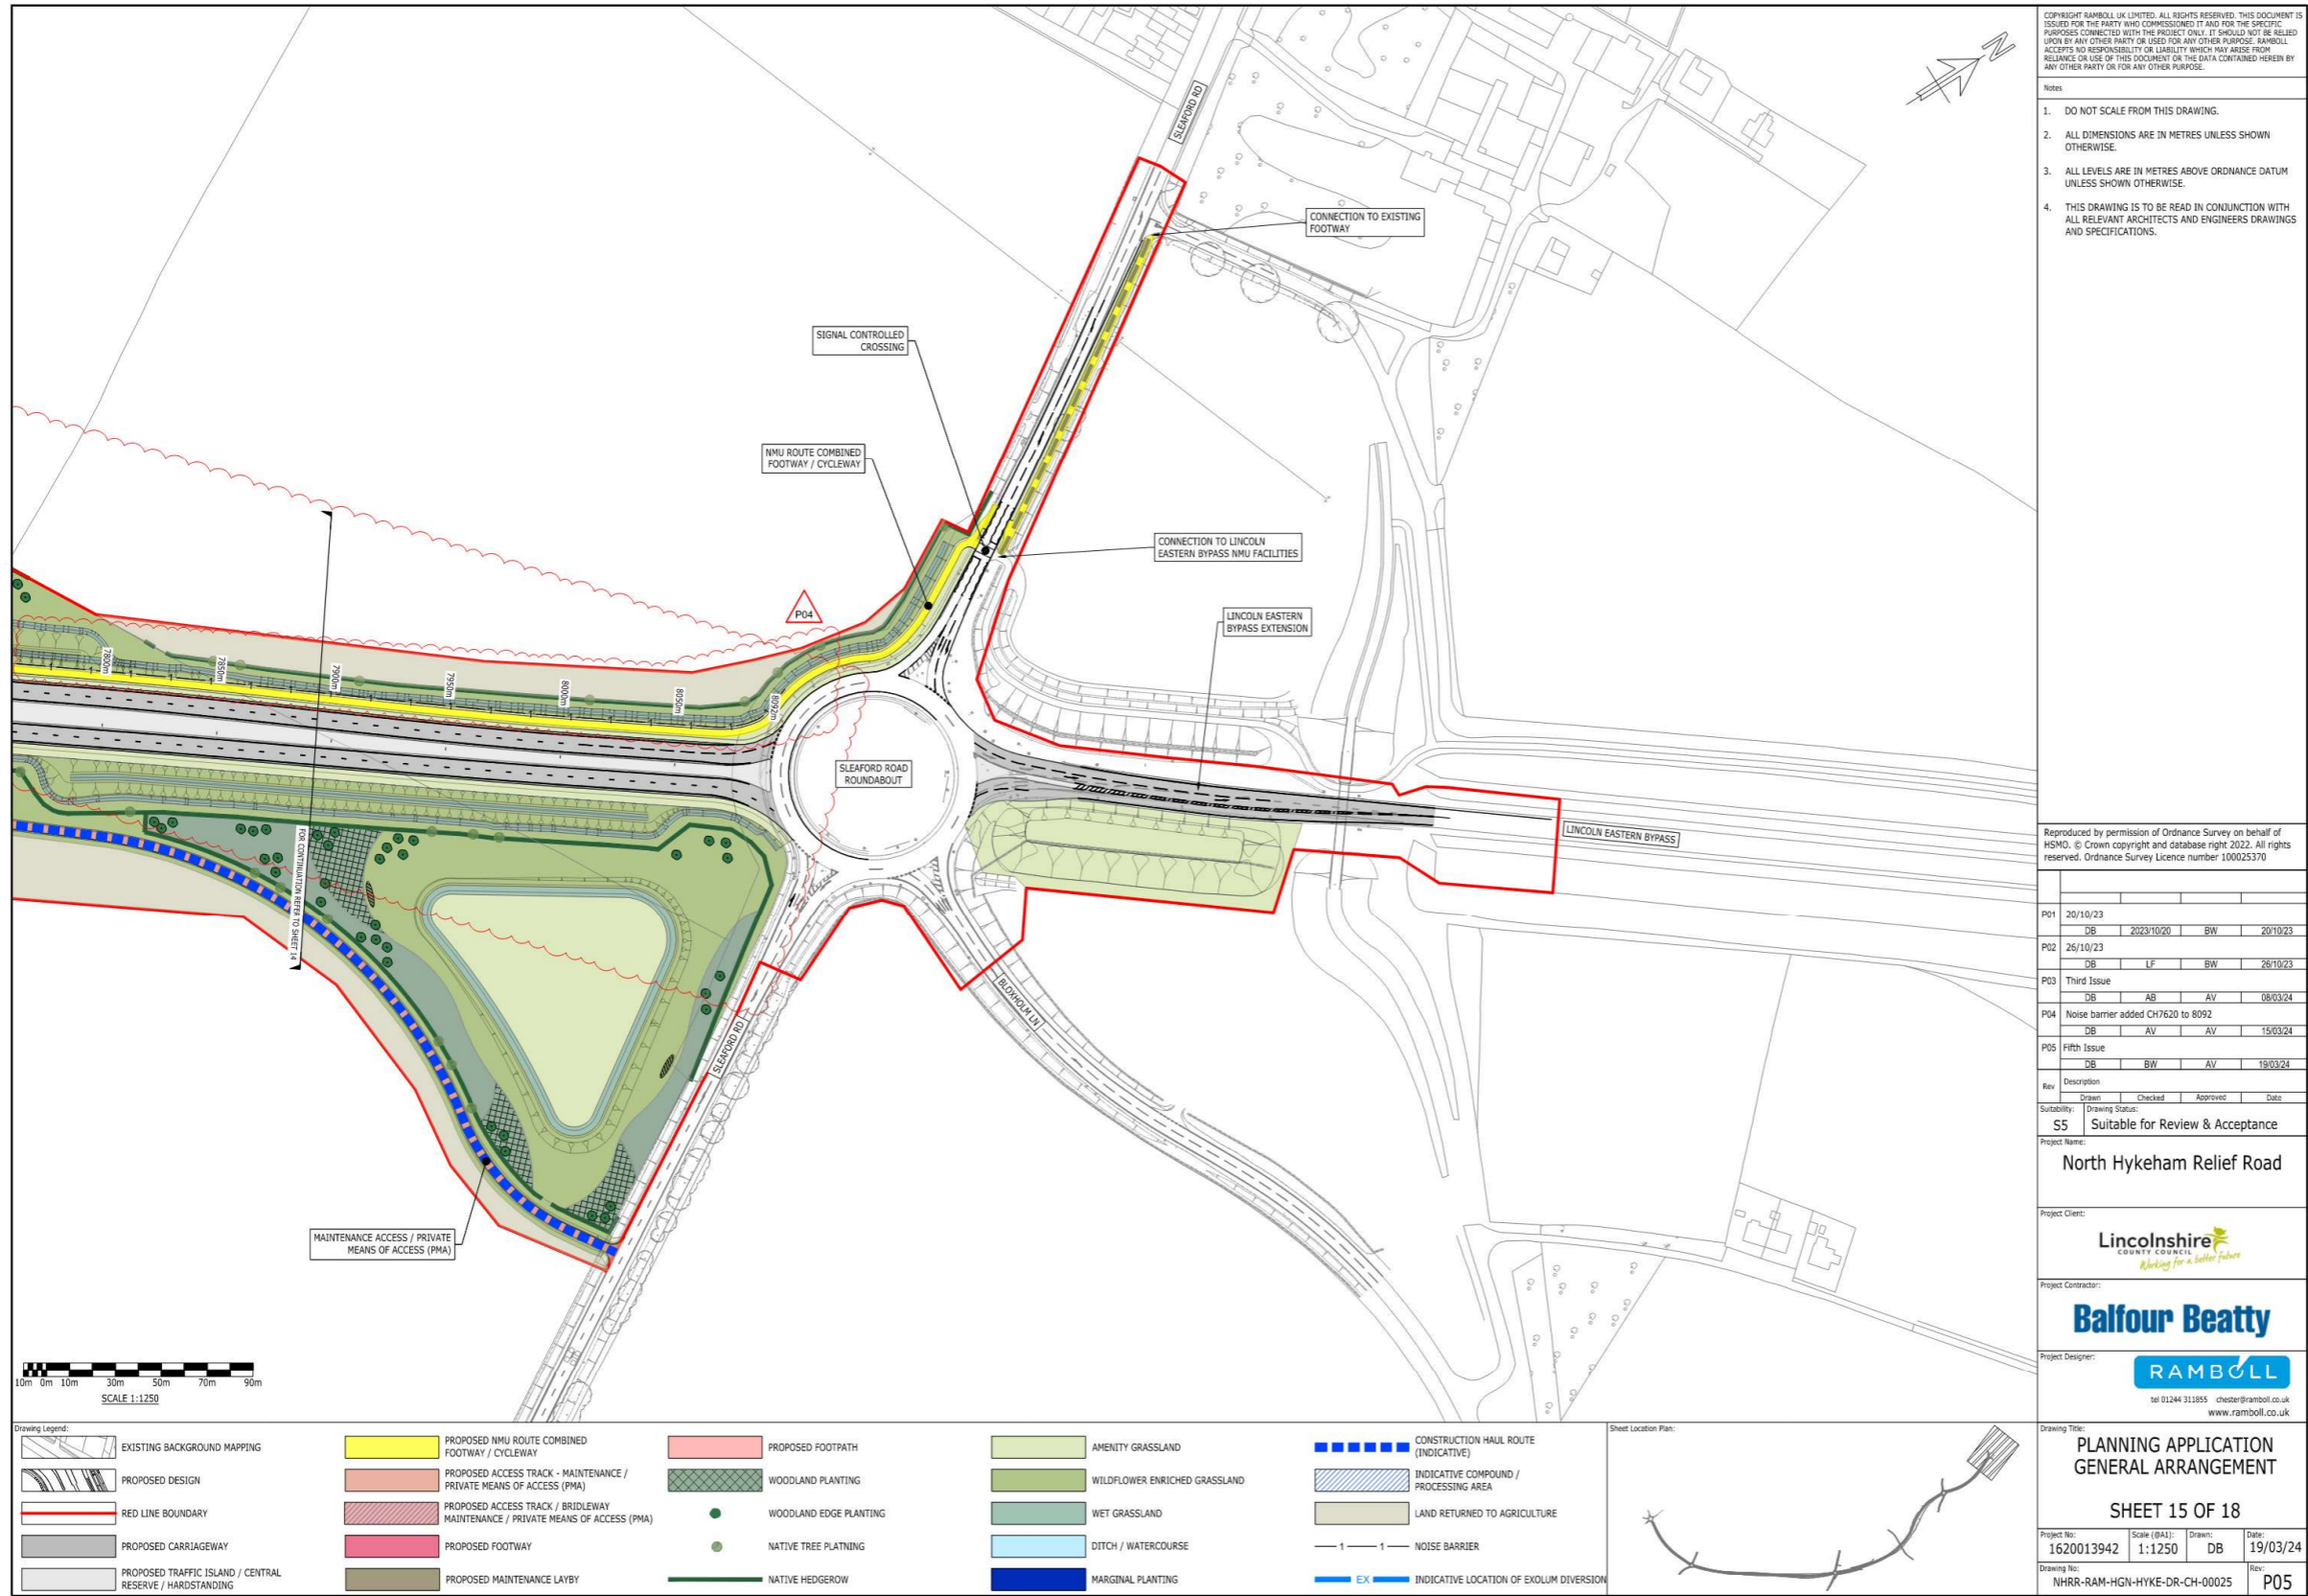 SLEAFORD RD
CONNECTION TO EXISTING
FOOTWAY
SIGNAL CONTROLLED
CROSSING
NMU ROUTE COMBINED
FOOTWAY / CYCLEWAY
CONNECTION TO LINCOLN
EASTERN BYPASS NMU FACILITIES
P04
LINCOLN EASTERN
BYPASS EXTENSION
7800m
7850m
7900m
7950m
8000m
8050m
8092m
SLEAFORD ROAD
ROUNDABOUT
LINCOLN EASTERN BYPASS
FOR CONTINUATION REFER TO SHEET 14
BLOXHOLM LN
SLEAFORD RD
MAINTENANCE ACCESS / PRIVATE
MEANS OF ACCESS (PMA)
10m 0m 10m 30m 50m 70m 90m
SCALE 1:1250
N
COPYRIGHT RAMBOLL UK LIMITED. ALL RIGHTS RESERVED. THIS DOCUMENT IS
ISSUED FOR THE PARTY WHO COMMISSIONED IT AND FOR THE SPECIFIC
PURPOSES CONNECTED WITH THE PROJECT ONLY. IT SHOULD NOT BE RELIED
UPON BY ANY OTHER PARTY OR USED FOR ANY OTHER PURPOSE. RAMBOLL
ACCEPTS NO RESPONSIBILITY OR LIABILITY WHICH MAY ARISE FROM
RELIANCE OR USE OF THIS DOCUMENT OR THE DATA CONTAINED HEREIN BY
ANY OTHER PARTY OR FOR ANY OTHER PURPOSE.
Notes
1. DO NOT SCALE FROM THIS DRAWING.
2. ALL DIMENSIONS ARE IN METRES UNLESS SHOWN
OTHERWISE.
3. ALL LEVELS ARE IN METRES ABOVE ORDNANCE DATUM
UNLESS SHOWN OTHERWISE.
4. THIS DRAWING IS TO BE READ IN CONJUNCTION WITH
ALL RELEVANT ARCHITECTS AND ENGINEERS DRAWINGS
AND SPECIFICATIONS.
Reproduced by permission of Ordnance Survey on behalf of
HSMO. © Crown copyright and database right 2022. All rights
reserved. Ordnance Survey Licence number 100025370
P01 20/10/23
DB 2023/10/20 BW 20/10/23
P02 26/10/23
DB LF BW 26/10/23
P03 Third Issue
DB AB AV 08/03/24
P04 Noise barrier added CH7620 to 8092
DB AV AV 15/03/24
P05 Fifth Issue
DB BW AV 19/03/24
Rev Description
Drawn Checked Approved Date
Suitability: Drawing Status:
S5 Suitable for Review & Acceptance
Project Name:
North Hykeham Relief Road
Project Client:
Lincolnshire
COUNTY COUNCIL
Working for a better future
Project Contractor:
Balfour Beatty
Project Designer:
RAMBOLL
tel 01244 311855 chester@ramboll.co.uk
www.ramboll.co.uk
Drawing Title:
PLANNING APPLICATION
GENERAL ARRANGEMENT
SHEET 15 OF 18
Project No: Scale (@A1): Drawn: Date:
1620013942 1:1250 DB 19/03/24
Drawing No: Rev:
NHRR-RAM-HGN-HYKE-DR-CH-00025 P05
Drawing Legend:
EXISTING BACKGROUND MAPPING
PROPOSED DESIGN
RED LINE BOUNDARY
PROPOSED CARRIAGEWAY
PROPOSED TRAFFIC ISLAND / CENTRAL
RESERVE / HARDSTANDING
PROPOSED NMU ROUTE COMBINED
FOOTWAY / CYCLEWAY
PROPOSED ACCESS TRACK - MAINTENANCE /
PRIVATE MEANS OF ACCESS (PMA)
PROPOSED ACCESS TRACK / BRIDLEWAY
MAINTENANCE / PRIVATE MEANS OF ACCESS (PMA)
PROPOSED FOOTWAY
PROPOSED MAINTENANCE LAYBY
PROPOSED FOOTPATH
WOODLAND PLANTING
WOODLAND EDGE PLANTING
NATIVE TREE PLATNING
NATIVE HEDGEROW
AMENITY GRASSLAND
WILDFLOWER ENRICHED GRASSLAND
WET GRASSLAND
DITCH / WATERCOURSE
MARGINAL PLANTING
CONSTRUCTION HAUL ROUTE
(INDICATIVE)
INDICATIVE COMPOUND /
PROCESSING AREA
LAND RETURNED TO AGRICULTURE
1 1 NOISE BARRIER
EX INDICATIVE LOCATION OF EXOLUM DIVERSION
Sheet Location Plan: